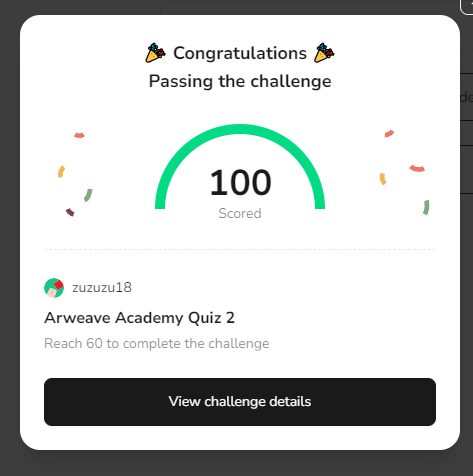 🎉 Congratulations 🎉
Passing the challenge
100
Scored
zuzuzu18
Arweave Academy Quiz 2
Reach 60 to complete the challenge
View challenge details